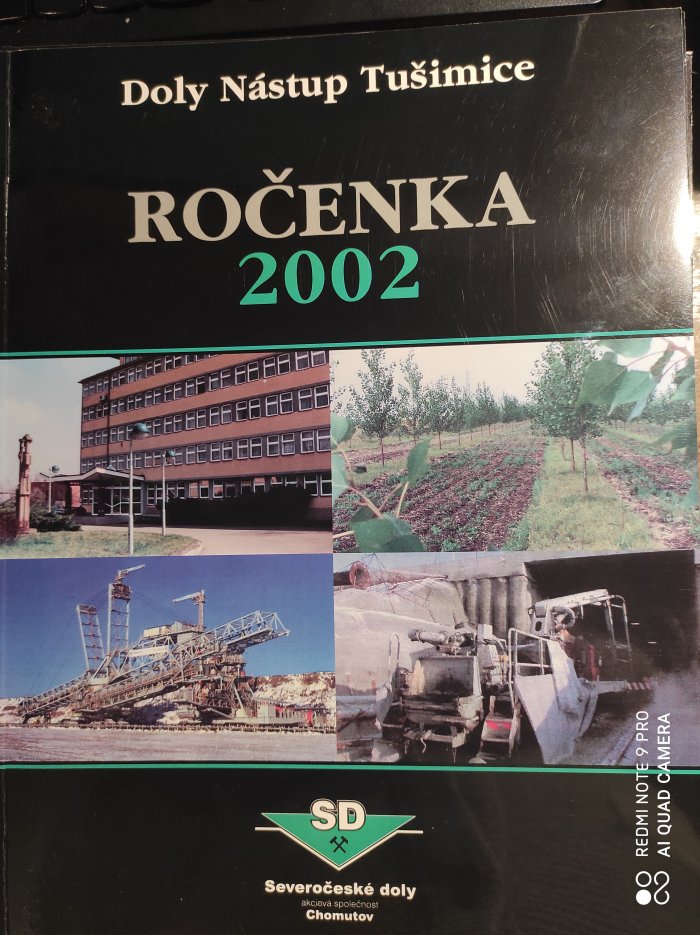 Doly Nástup Tušimice
ROČENKA
2002
SD
Severočeské doly
akciová společnost
Chomutov
REDMI NOTE 9 PRO
AI QUAD CAMERA